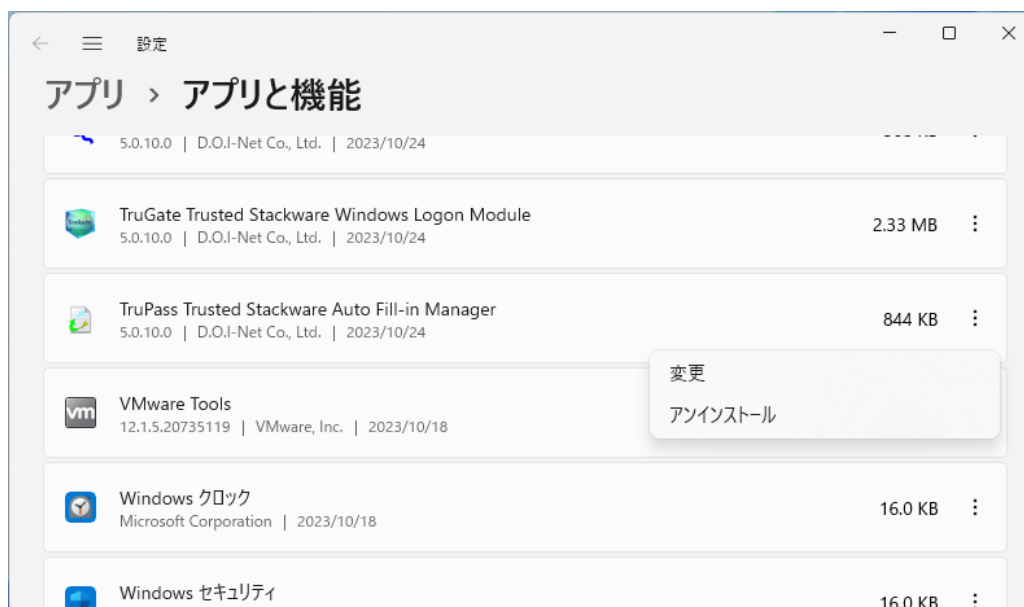 設定
アプリ › アプリと機能
5.0.10.0 | D.O.I-Net Co., Ltd. | 2023/10/24
TruGate Trusted Stackware Windows Logon Module
5.0.10.0 | D.O.I-Net Co., Ltd. | 2023/10/24
2.33 MB
TruPass Trusted Stackware Auto Fill-in Manager
5.0.10.0 | D.O.I-Net Co., Ltd. | 2023/10/24
844 KB
変更
アンインストール
vm
VMware Tools
12.1.5.20735119 | VMware, Inc. | 2023/10/18
Windows クロック
Microsoft Corporation | 2023/10/18
16.0 KB
Windows セキュリティ
16.0 KB